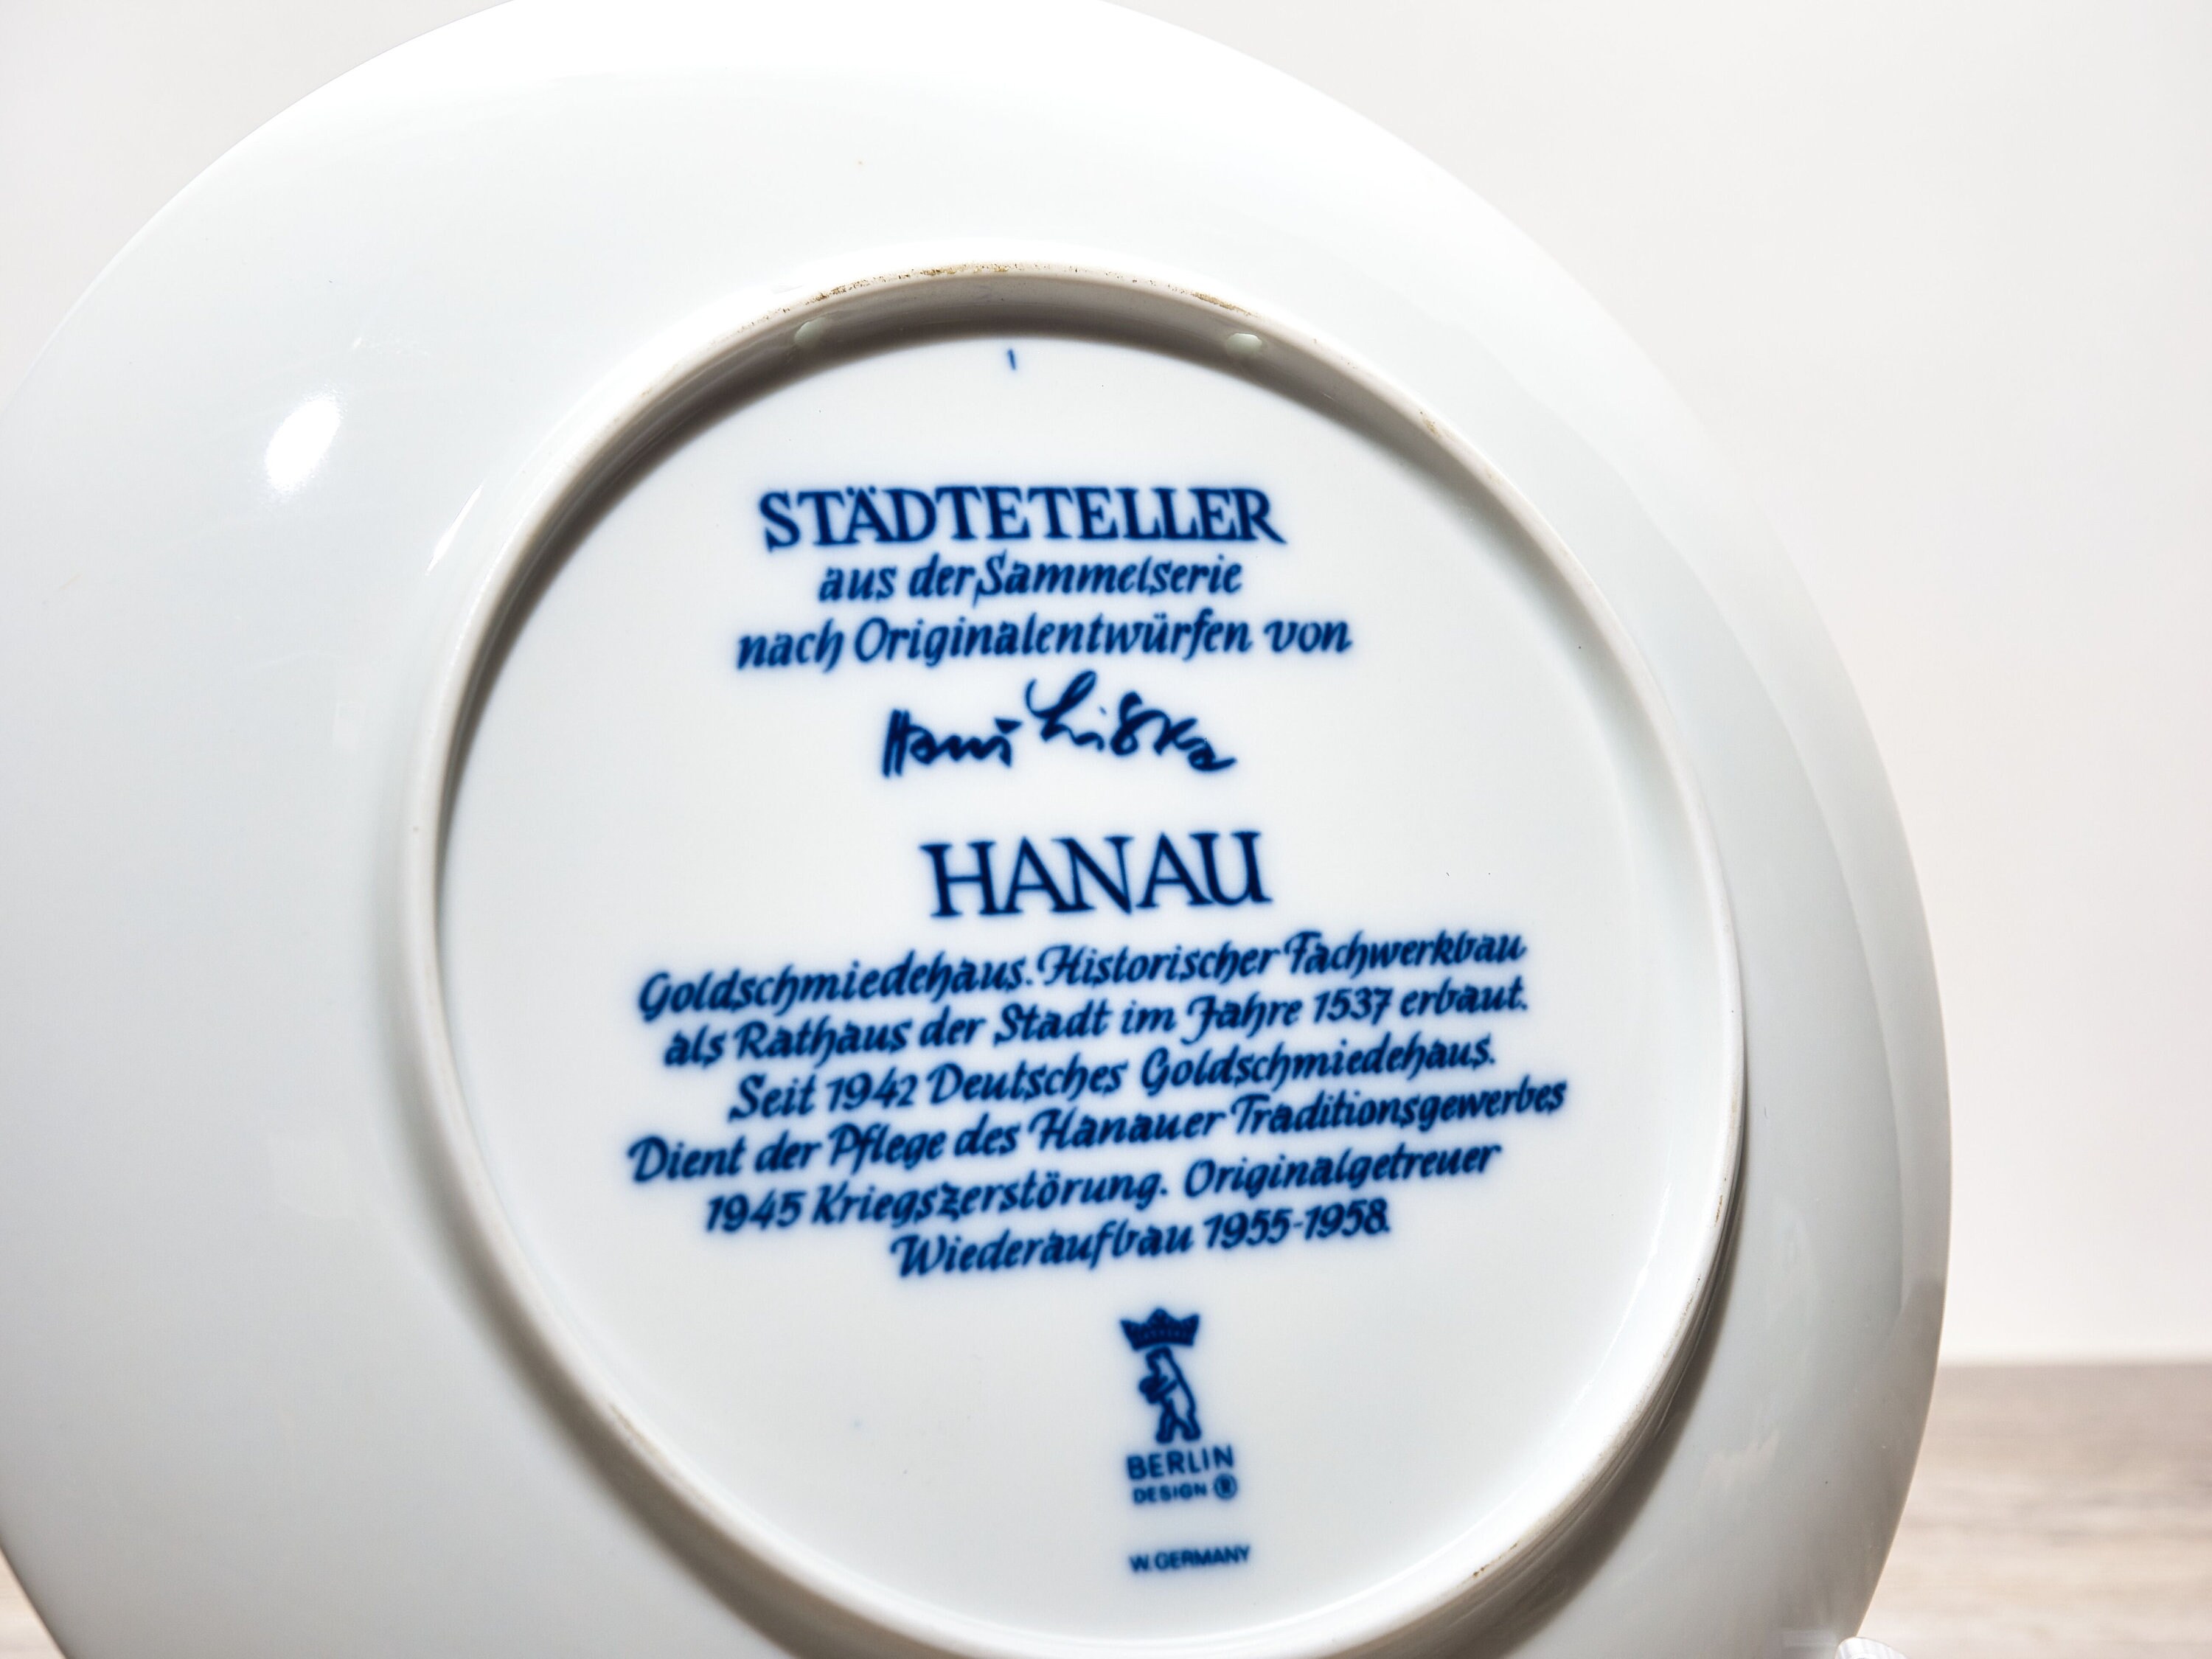 STÄDTETELLER
aus der Sammelserie
nach Originalentwürfen von
Hans Liska
HANAU
Goldschmiedehaus. Historischer Fachwerkbau
als Rathaus der Stadt im Jahre 1537 erbaut.
Seit 1942 Deutsches Goldschmiedehaus.
Dient der Pflege des Hanauer Traditionsgewerbes
1945 Kriegszerstörung. Originalgetreuer
Wiederaufbau 1955-1958.
BERLIN
DESIGN ®
W. GERMANY